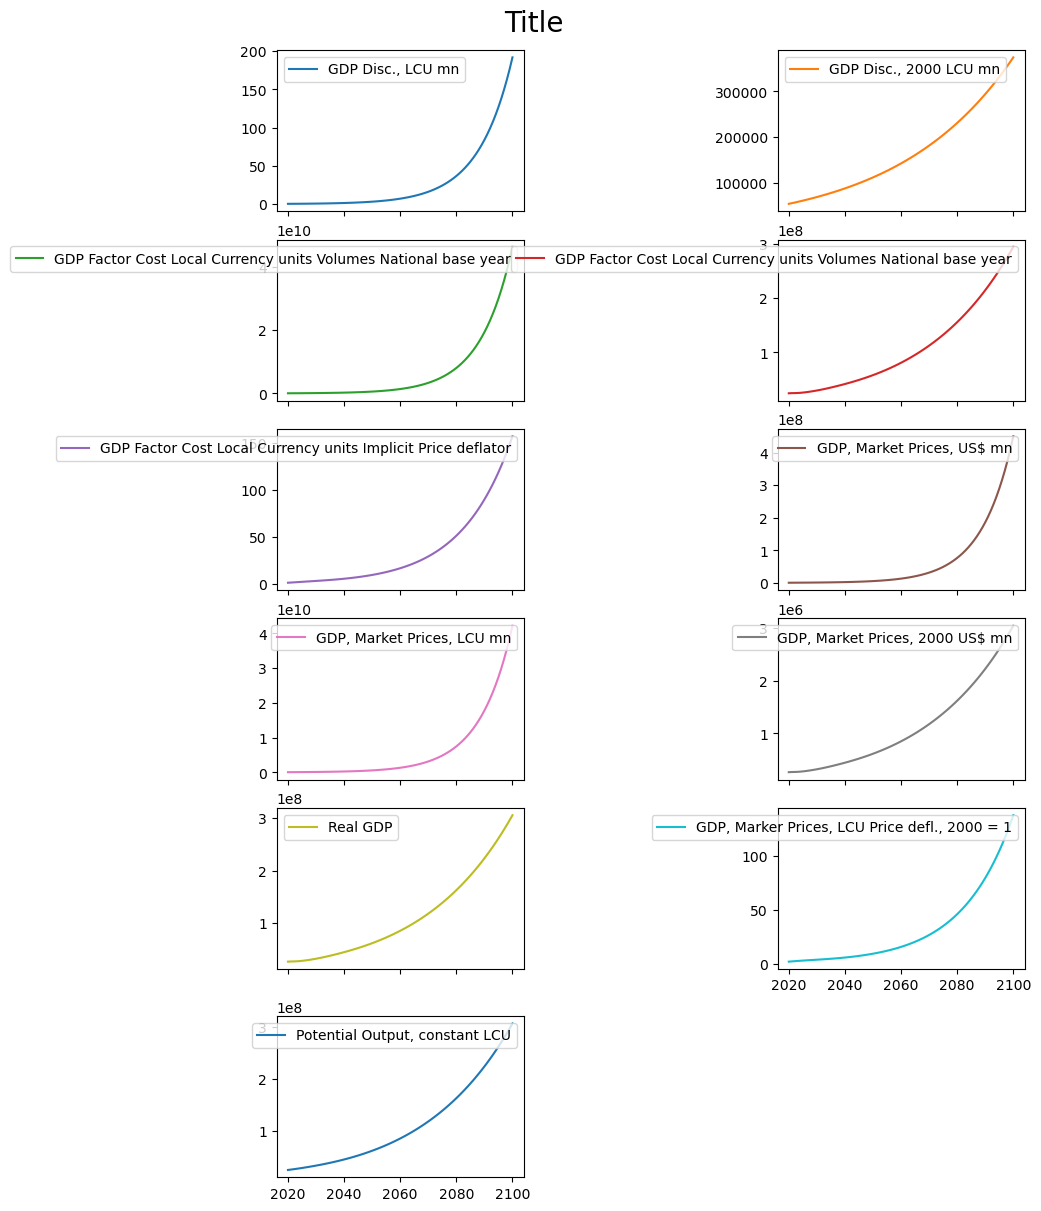 Title
200
150
100
50
0
GDP Disc., LCU mn
300000
200000
100000
GDP Disc., 2000 LCU mn
1e10
4
2
0
GDP Factor Cost Local Currency units Volumes National base year
1e8
3
2
1
GDP Factor Cost Local Currency units Volumes National base year
150
100
50
0
GDP Factor Cost Local Currency units Implicit Price deflator
1e8
4
3
2
1
0
GDP, Market Prices, US$ mn
1e10
4
3
2
1
0
GDP, Market Prices, LCU mn
1e6
3
2
1
GDP, Market Prices, 2000 US$ mn
1e8
3
2
1
Real GDP
100
50
0
GDP, Marker Prices, LCU Price defl., 2000 = 1
2020 2040 2060 2080 2100
1e8
3
2
1
Potential Output, constant LCU
2020 2040 2060 2080 2100